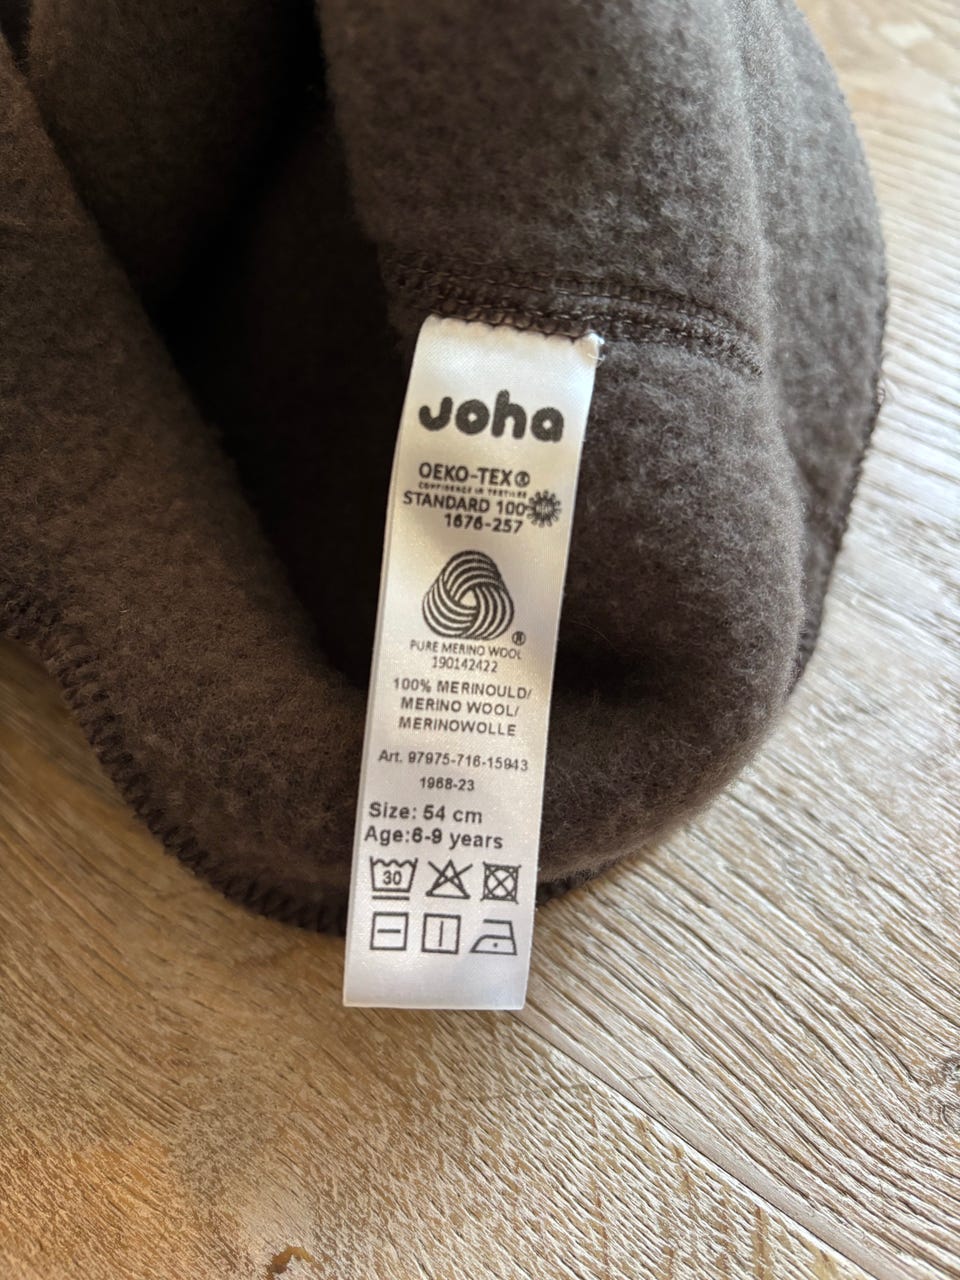 Joha
OEKO-TEX®
CONFIDENCE IN TEXTILES
STANDARD 100
1676-257
®
PURE MERINO WOOL
190142422
100% MERINOULD/
MERINO WOOL/
MERINOWOLLE
Art. 97975-716-15943
1968-23
Size: 54 cm
Age:6-9 years
30